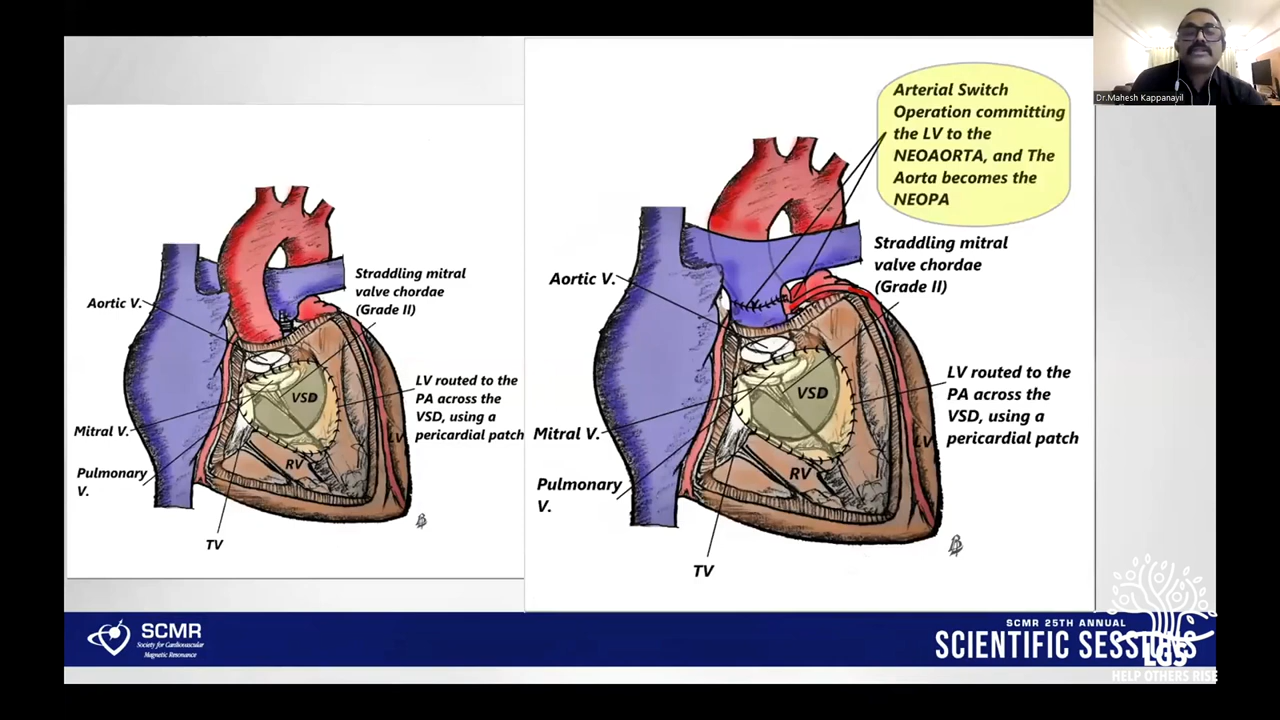 Dr.Mahesh Kappanayil
Aortic V.
Straddling mitral
valve chordae
(Grade II)
VSD
LV routed to the
PA across the
VSD, using a
pericardial patch
LV
Mitral V.
RV
Pulmonary
V.
TV
Arterial Switch
Operation committing
the LV to the
NEOAORTA, and The
Aorta becomes the
NEOPA
Straddling mitral
valve chordae
(Grade II)
Aortic V.
VSD
LV routed to the
PA across the
VSD, using a
pericardial patch
LV
Mitral V.
RV
Pulmonary
V.
TV
SCMR
Society for Cardiovascular
Magnetic Resonance
SCMR 25TH ANNUAL
SCIENTIFIC SESSIONS
LGS
HELP OTHERS RISE